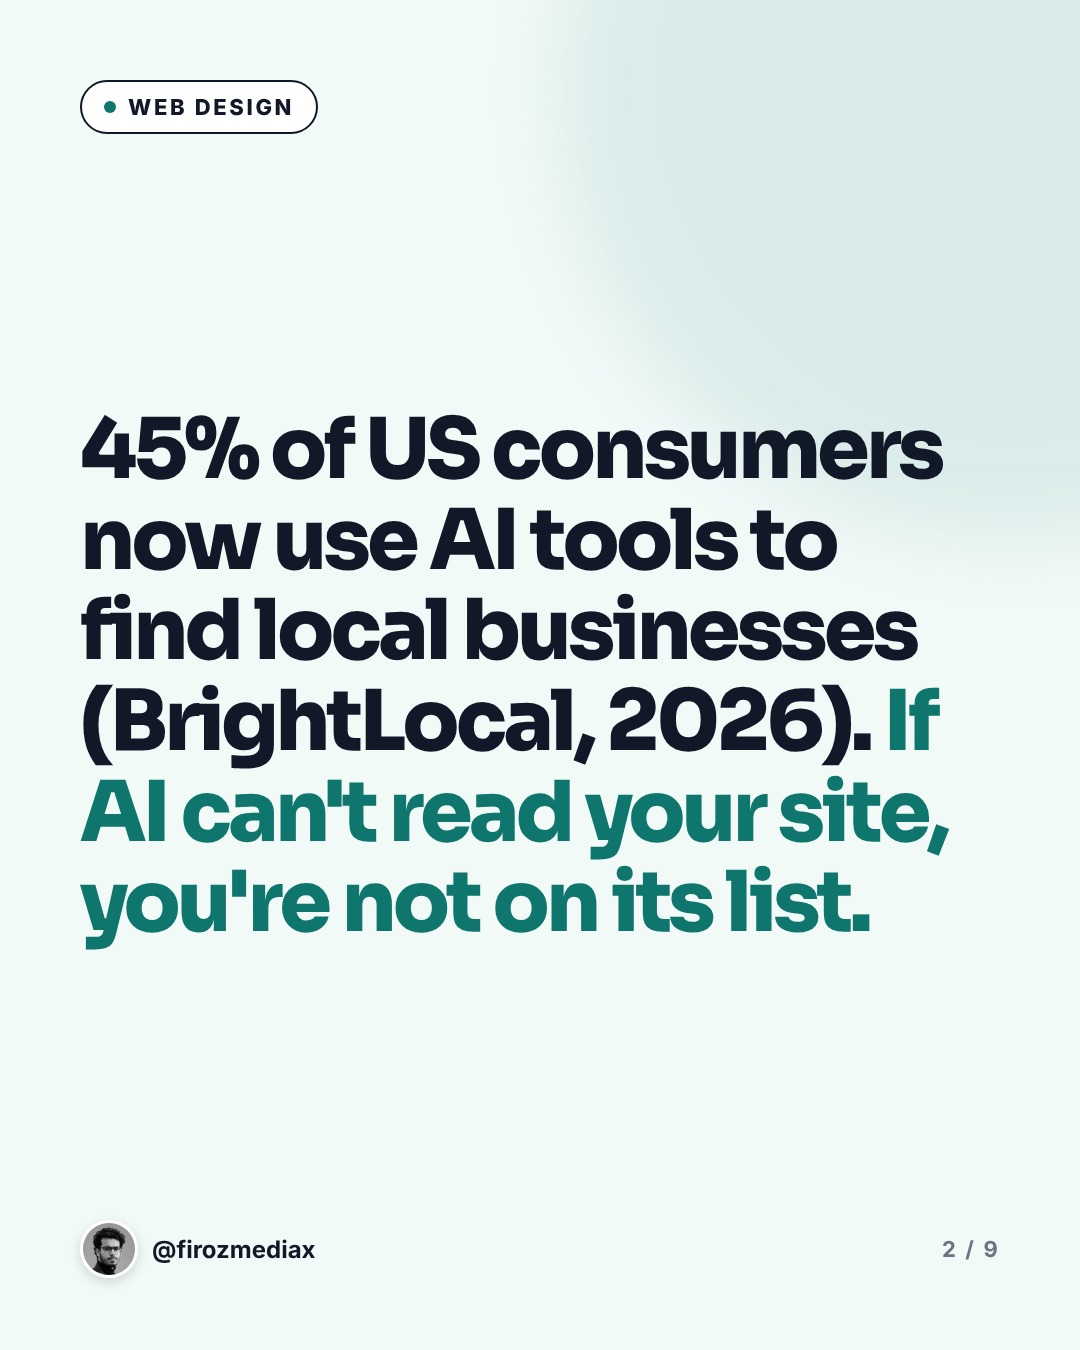 WEB DESIGN
45% of US consumers
now use AI tools to
find local businesses
(BrightLocal, 2026). If
AI can't read your site,
you're not on its list.
@firozmediax
2 / 9